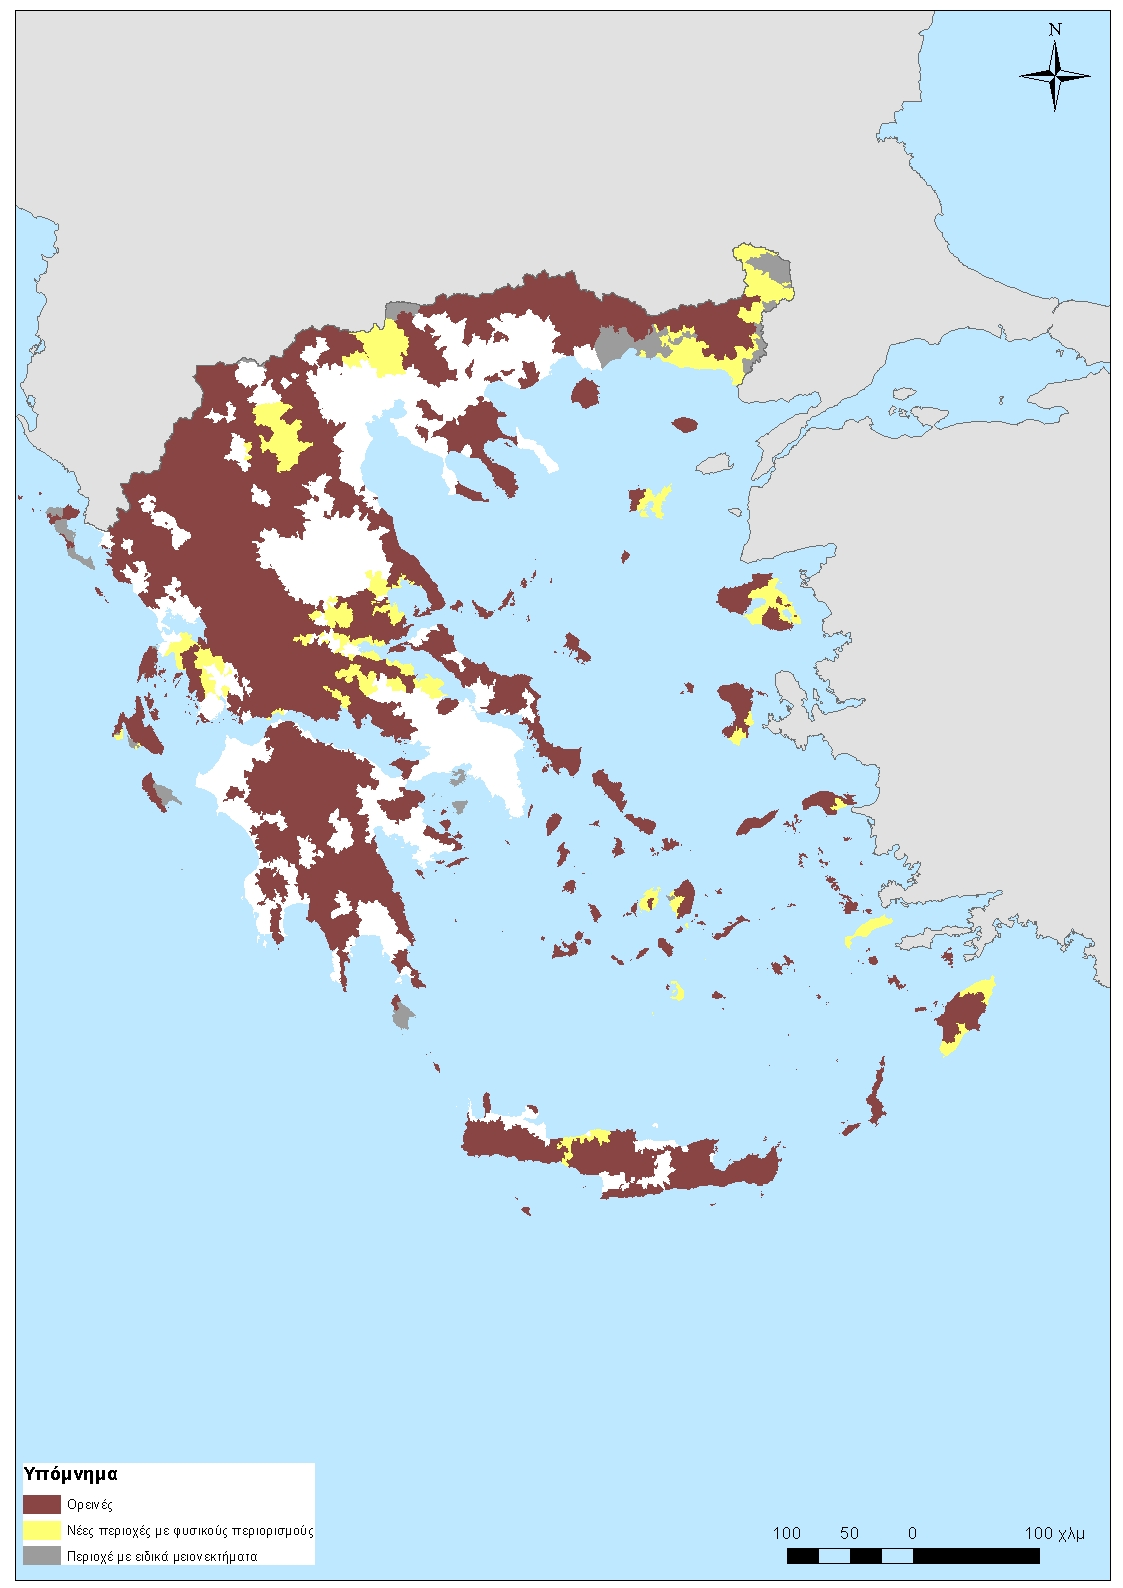 N
Υπόμνημα
Ορεινές
Νέες περιοχές με φυσικούς περιορισμούς
Περιοχέ με ειδικά μειονεκτήματα
100 50 0 100 χλμ